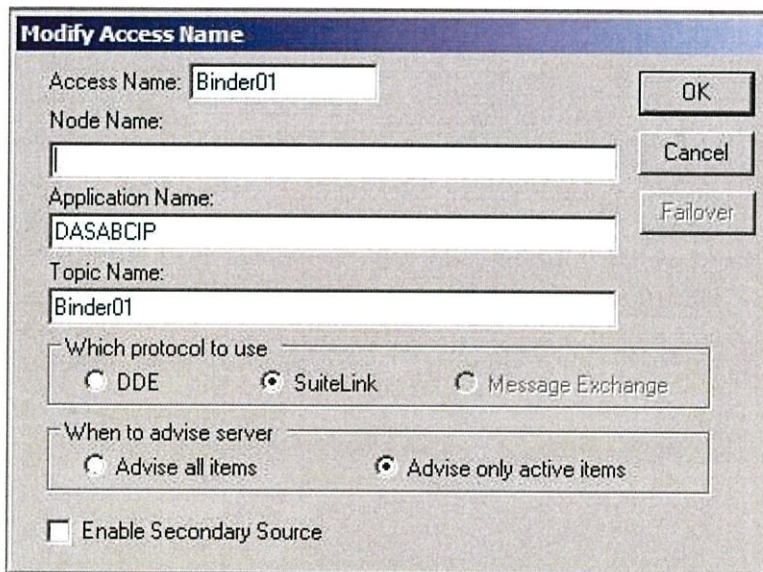 Modify Access Name
Access Name: Binder01
OK
Node Name:
Cancel
Application Name:
Failover
DASABCIP
Topic Name:
Binder01
Which protocol to use
DDE SuiteLink Message Exchange
When to advise server
Advise all items Advise only active items
Enable Secondary Source